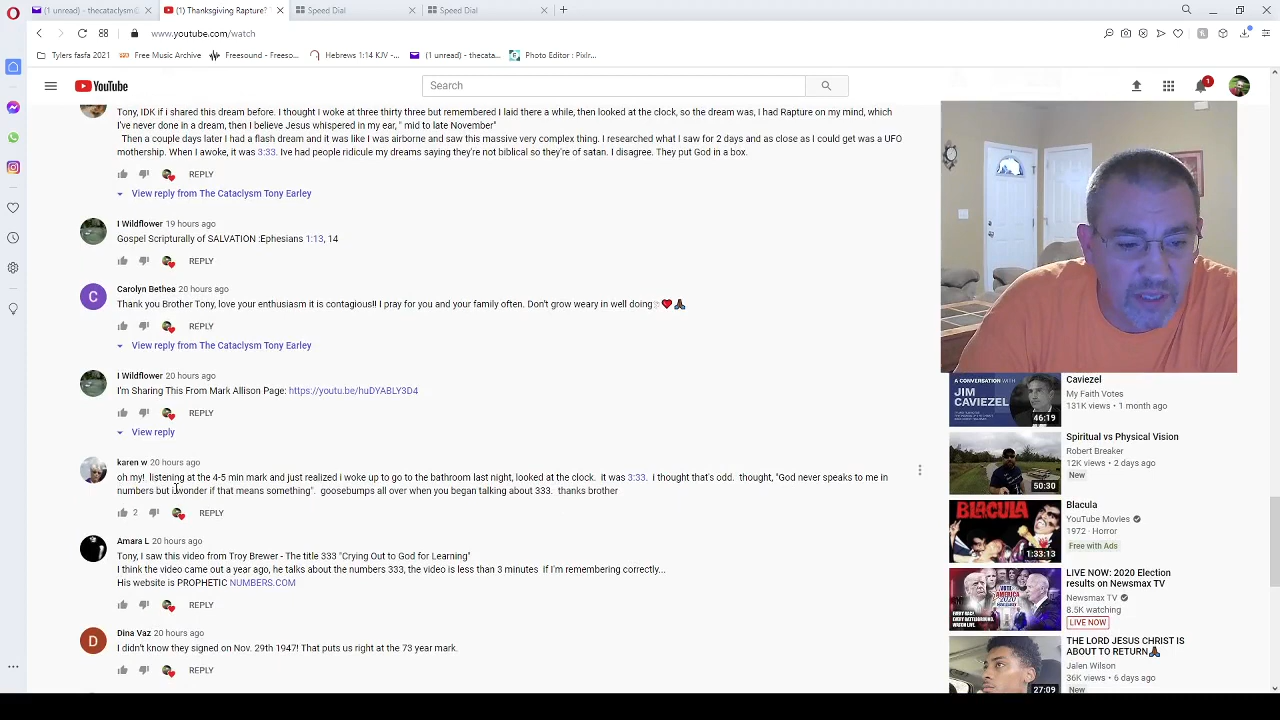 (1 unread) - thecataclysm
(1) Thanksgiving Rapture?
Speed Dial
Speed Dial
www.youtube.com/watch
Tylers fasfa 2021
Free Music Archive
Freesound - Freeso...
Hebrews 1:14 KJV -...
(1 unread) - thecata...
Photo Editor : Pixlr...
YouTube
Search
1
Tony, IDK if i shared this dream before. I thought I woke at three thirty three but remembered I laid there a while, then looked at the clock, so the dream was, I had Rapture on my mind, which
I've never done in a dream, then I believe Jesus whispered in my ear, " mid to late November"
Then a couple days later I had a flash dream and it was like I was airborne and saw this massive very complex thing. I researched what I saw for 2 days and as close as I could get was a UFO
mothership. When I awoke, it was 3:33. Ive had people ridicule my dreams saying they're not biblical so they're of satan. I disagree. They put God in a box.
REPLY
View reply from The Cataclysm Tony Earley
I Wildflower 19 hours ago
Gospel Scripturally of SALVATION :Ephesians 1:13, 14
REPLY
C
Carolyn Bethea 20 hours ago
Thank you Brother Tony, love your enthusiasm it is contagious!! I pray for you and your family often. Don't grow weary in well doing
REPLY
View reply from The Cataclysm Tony Earley
I Wildflower 20 hours ago
I'm Sharing This From Mark Allison Page: https://youtu.be/huDYABLY3D4
REPLY
View reply
karen w 20 hours ago
oh my! listening at the 4-5 min mark and just realized i woke up to go to the bathroom last night, looked at the clock. it was 3:33. i thought that's odd. thought, "God never speaks to me in
numbers but i wonder if that means something". goosebumps all over when you began talking about 333. thanks brother
2 REPLY
Amara L 20 hours ago
Tony, I saw this video from Troy Brewer - The title 333 "Crying Out to God for Learning"
I think the video came out a year ago, he talks about the numbers 333, the video is less than 3 minutes if I'm remembering correctly...
His website is PROPHETIC NUMBERS.COM
REPLY
D
Dina Vaz 20 hours ago
I didn't know they signed on Nov. 29th 1947! That puts us right at the 73 year mark.
REPLY
A CONVERSATION WITH
JIM
CAVIEZEL
46:19
Caviezel
My Faith Votes
131K views • 1 month ago
50:30
Spiritual vs Physical Vision
Robert Breaker
12K views • 2 days ago
New
BLACULA
1:33:13
Blacula
YouTube Movies
1972 • Horror
Free with Ads
VOTE
AMERICA
2020
LIVE NOW: 2020 Election
results on Newsmax TV
Newsmax TV
8.5K watching
LIVE NOW
27:09
THE LORD JESUS CHRIST IS
ABOUT TO RETURN
Jalen Wilson
36K views • 6 days ago
New